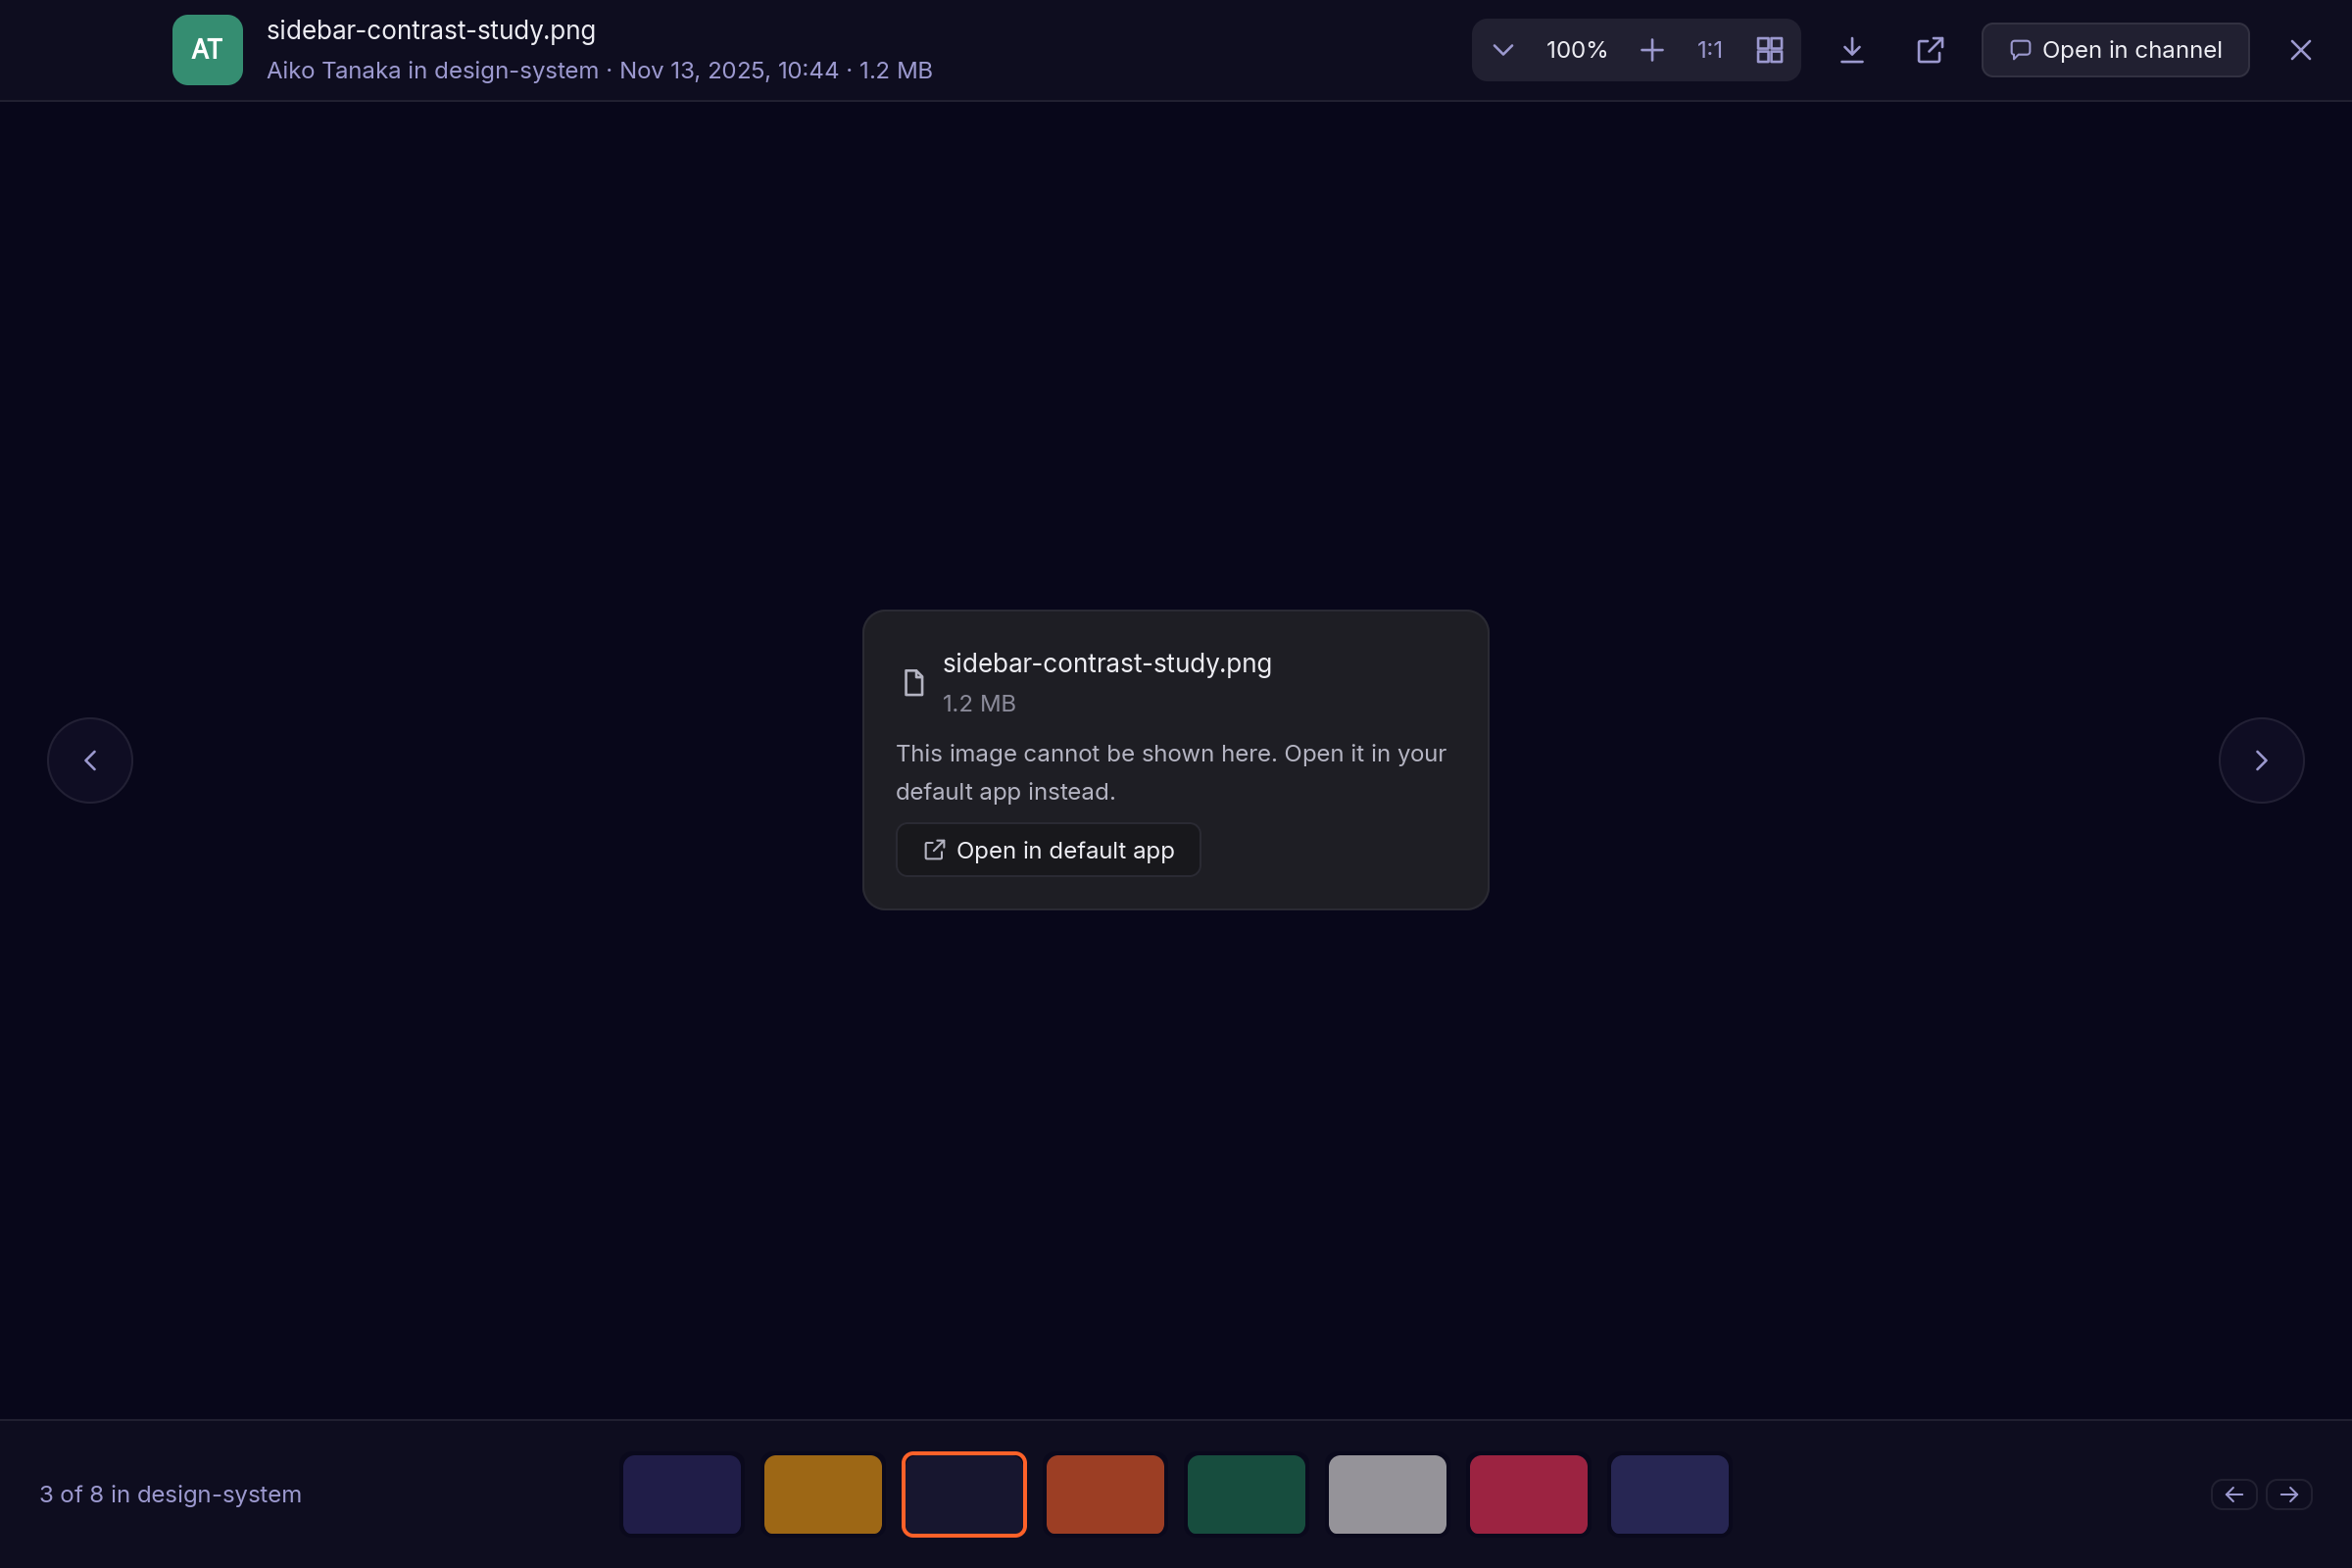 AT
sidebar-contrast-study.png
Aiko Tanaka in design-system · Nov 13, 2025, 10:44 · 1.2 MB
100%
1:1
Open in channel
sidebar-contrast-study.png
1.2 MB
This image cannot be shown here. Open it in your
default app instead.
Open in default app
3 of 8 in design-system